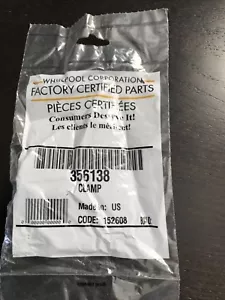 WHIRLPOOL CORPORATION
FACTORY CERTIFIED PARTS
PIÈCES CERTIFIÉES
Consumers Deserve It!
Les clients le méritent!
356138
CLAMP
Made in: US
CODE: 152608